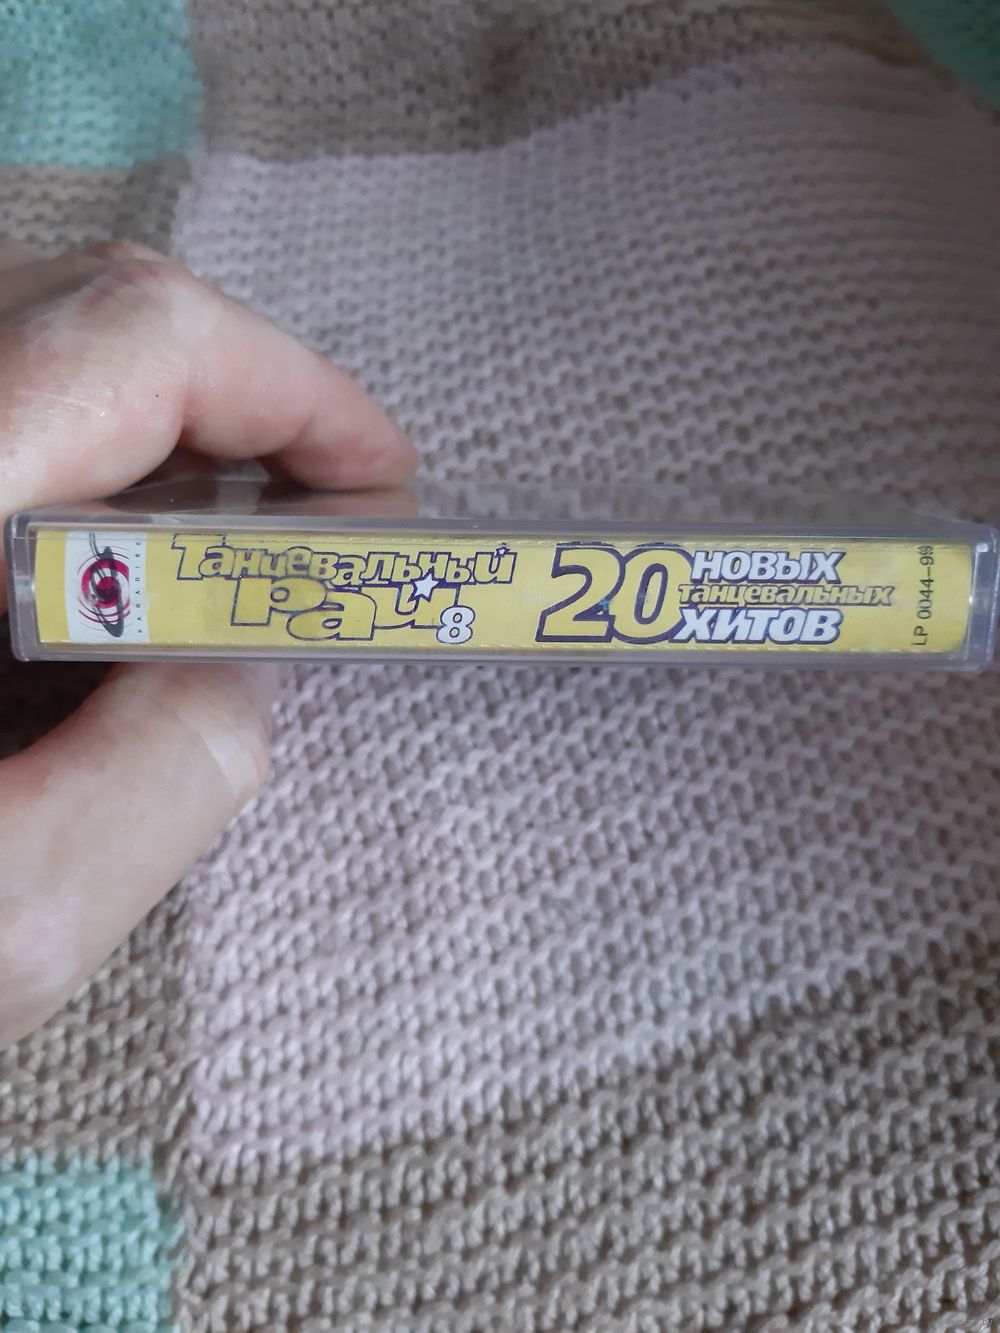 PARADISE
Танцевальный
рай 8
20 новых
танцевальных
хитов
LP 0044-99